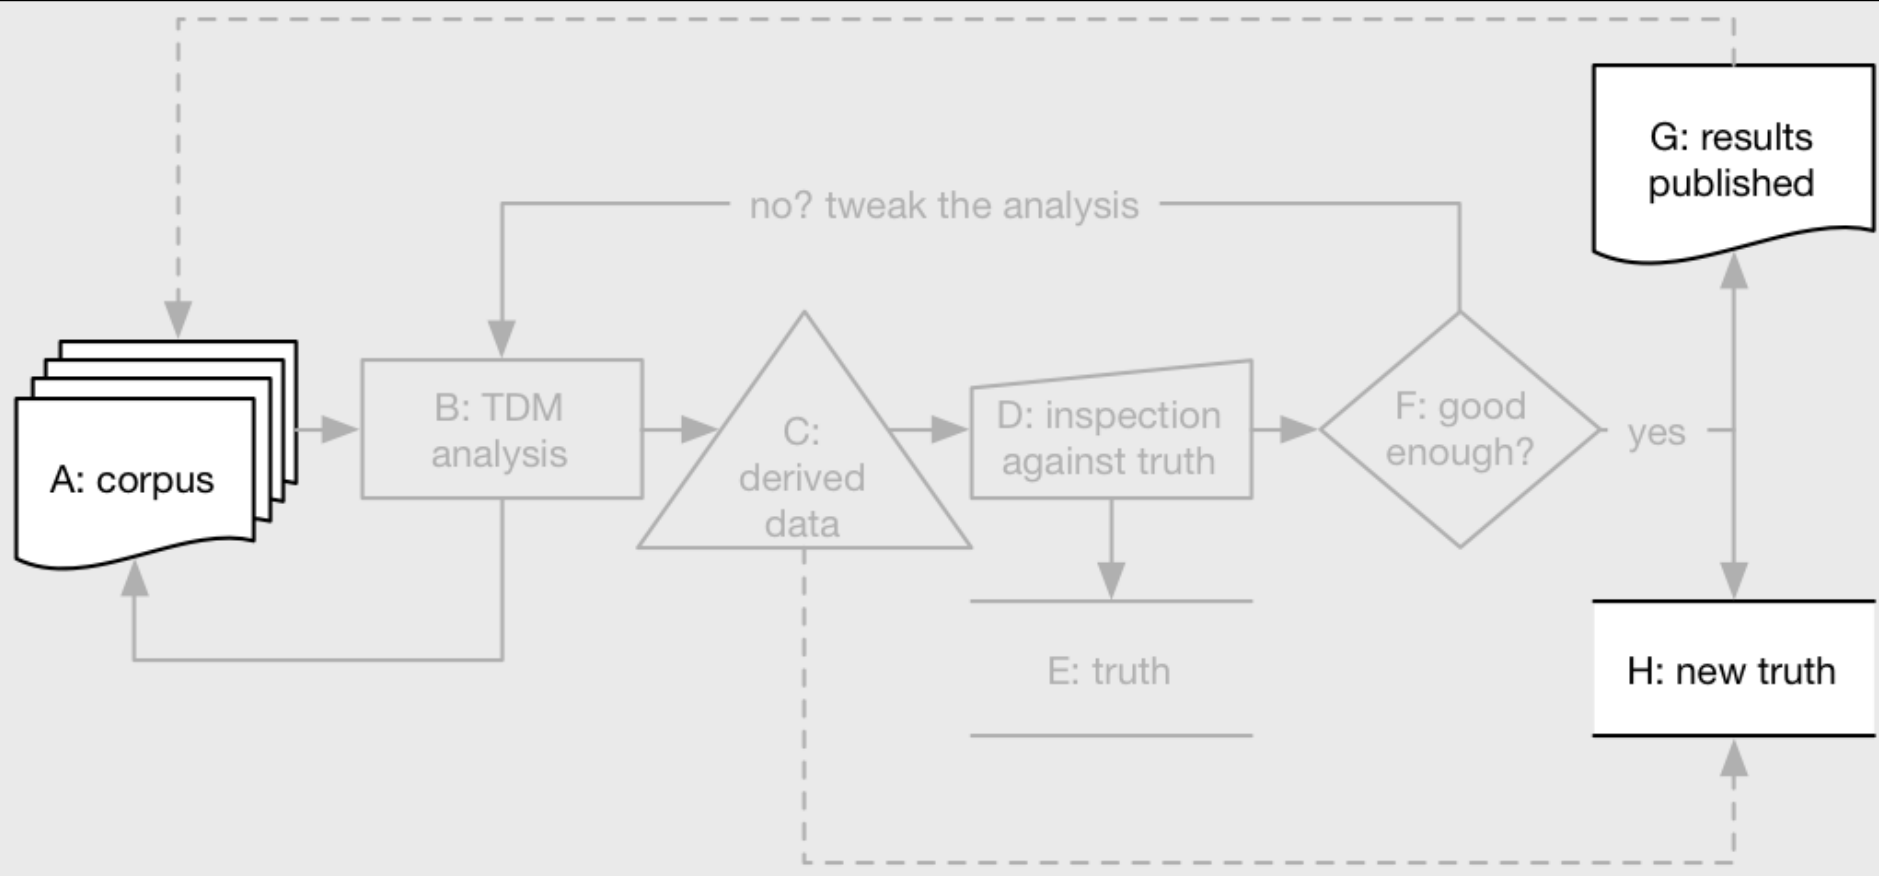 G: results
published
no? tweak the analysis
A: corpus
B: TDM
analysis
C:
derived
data
D: inspection
against truth
F: good
enough?
yes
E: truth
H: new truth